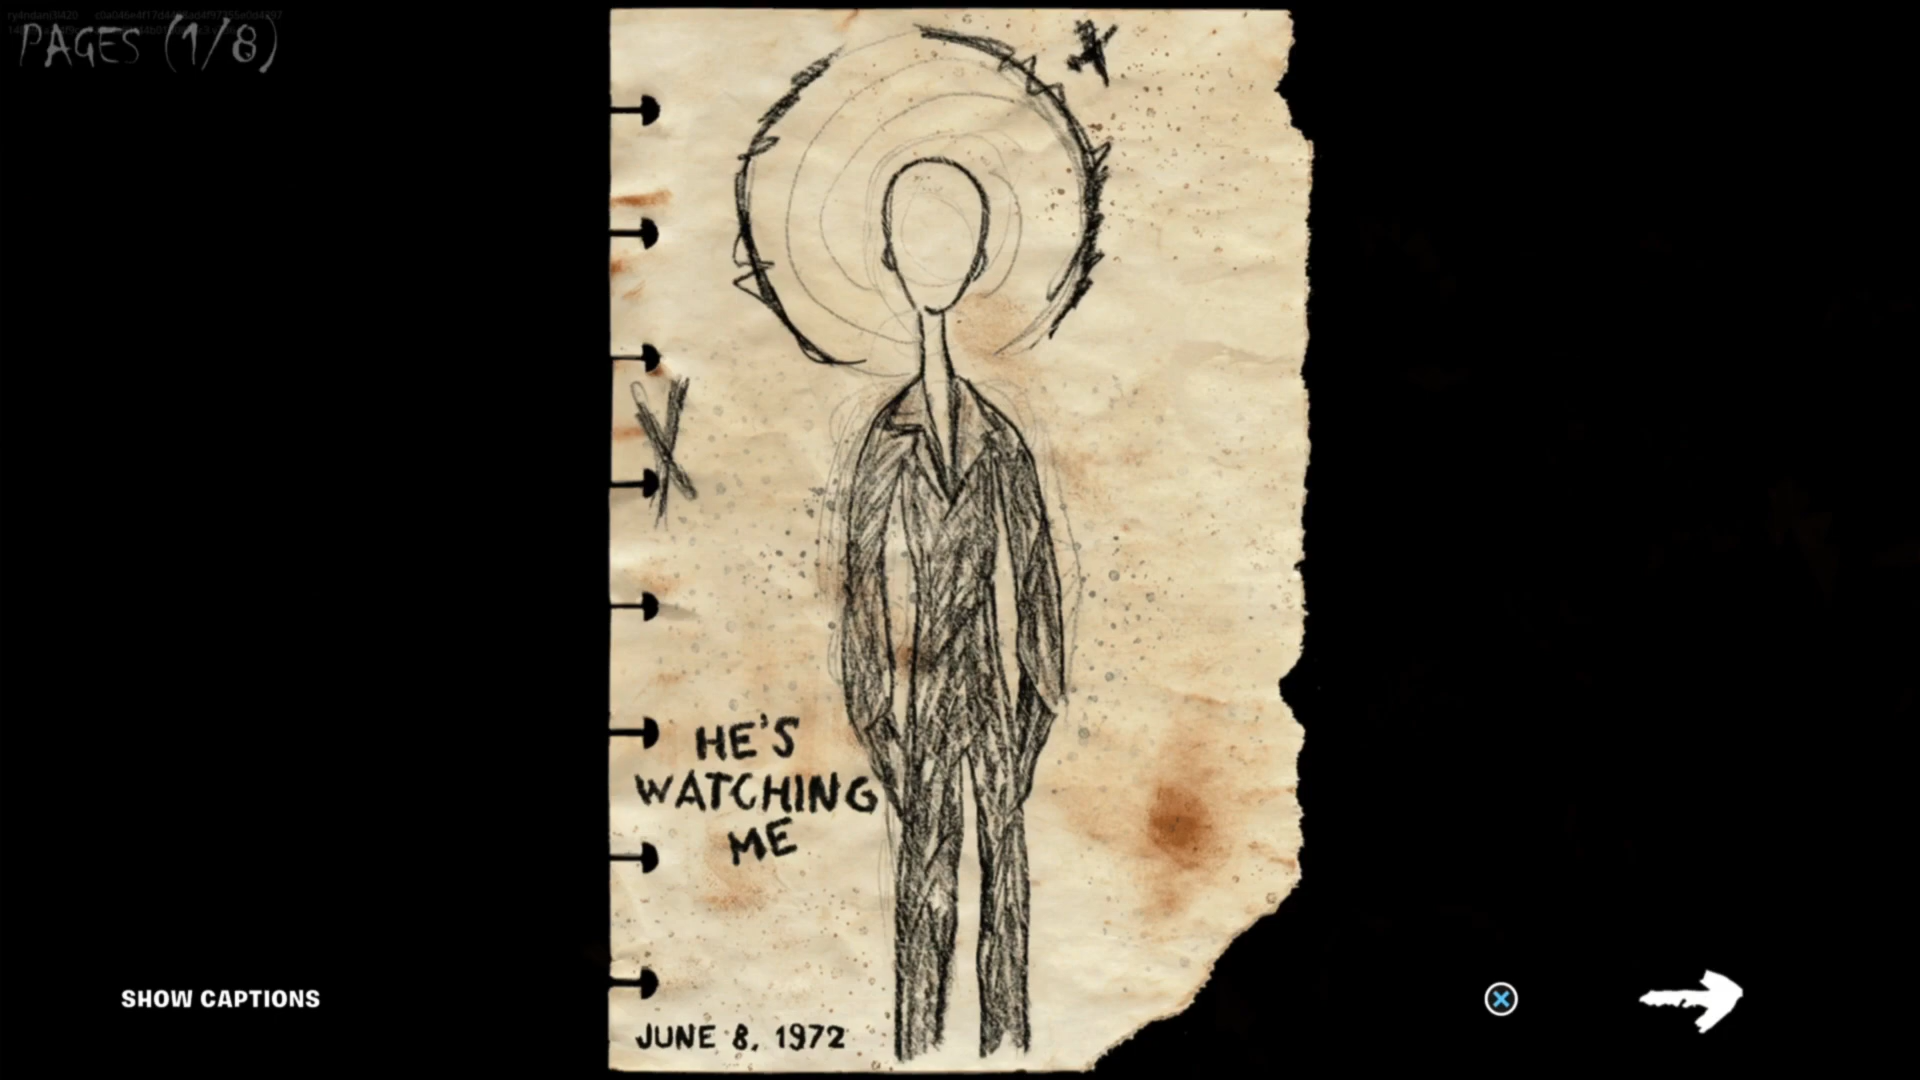 PAGES (1/8)
HE'S
WATCHING
ME
JUNE 8, 1972
SHOW CAPTIONS